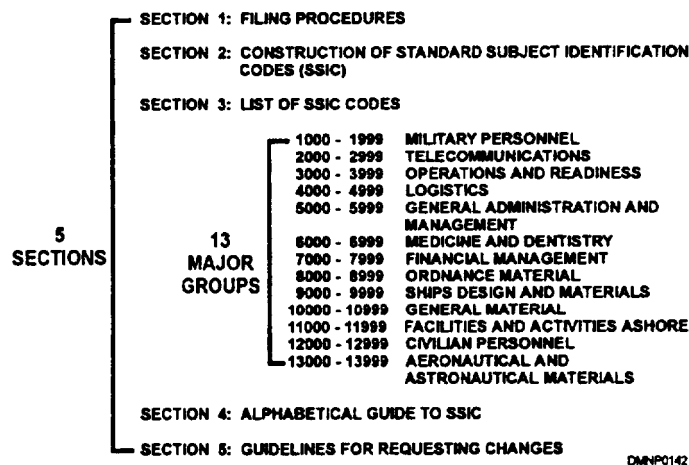 SECTION 1: FILING PROCEDURES
SECTION 2: CONSTRUCTION OF STANDARD SUBJECT IDENTIFICATION
CODES (SSIC)
SECTION 3: LIST OF SSIC CODES
1000 - 1999 MILITARY PERSONNEL
2000 - 2999 TELECOMMUNICATIONS
3000 - 3999 OPERATIONS AND READINESS
4000 - 4999 LOGISTICS
5000 - 5999 GENERAL ADMINISTRATION AND
MANAGEMENT
6000 - 6999 MEDICINE AND DENTISTRY
7000 - 7999 FINANCIAL MANAGEMENT
8000 - 8999 ORDNANCE MATERIAL
9000 - 9999 SHIPS DESIGN AND MATERIALS
10000 - 10999 GENERAL MATERIAL
11000 - 11999 FACILITIES AND ACTIVITIES ASHORE
12000 - 12999 CIVILIAN PERSONNEL
13000 - 13999 AERONAUTICAL AND
ASTRONAUTICAL MATERIALS
5
SECTIONS
13
MAJOR
GROUPS
SECTION 4: ALPHABETICAL GUIDE TO SSIC
SECTION 5: GUIDELINES FOR REQUESTING CHANGES
DMNP0142